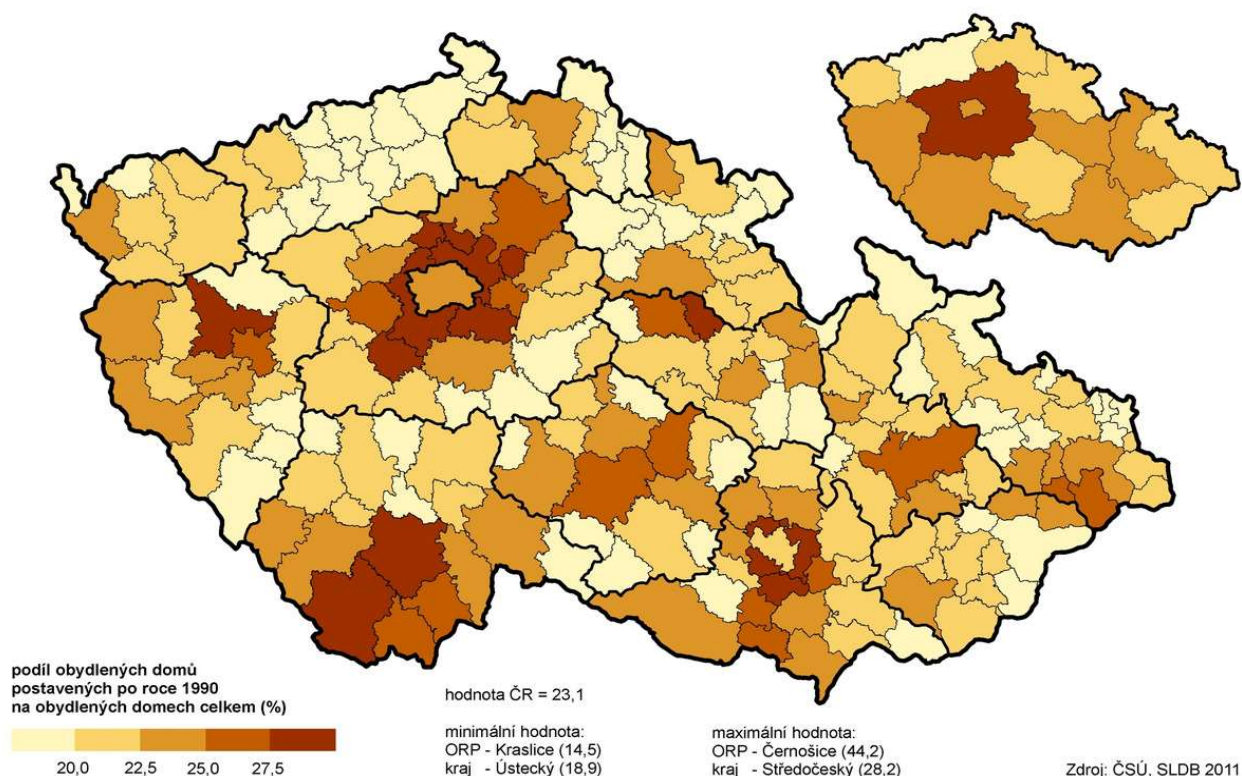 podíl obydlených domů
postavených po roce 1990
na obydlených domech celkem (%)
20,0 22,5 25,0 27,5
hodnota ČR = 23,1
minimální hodnota:
ORP - Kraslice (14,5)
kraj - Ústecký (18,9)
maximální hodnota:
ORP - Černošice (44,2)
kraj - Středočeský (28,2)
Zdroj: ČSÚ, SLDB 2011